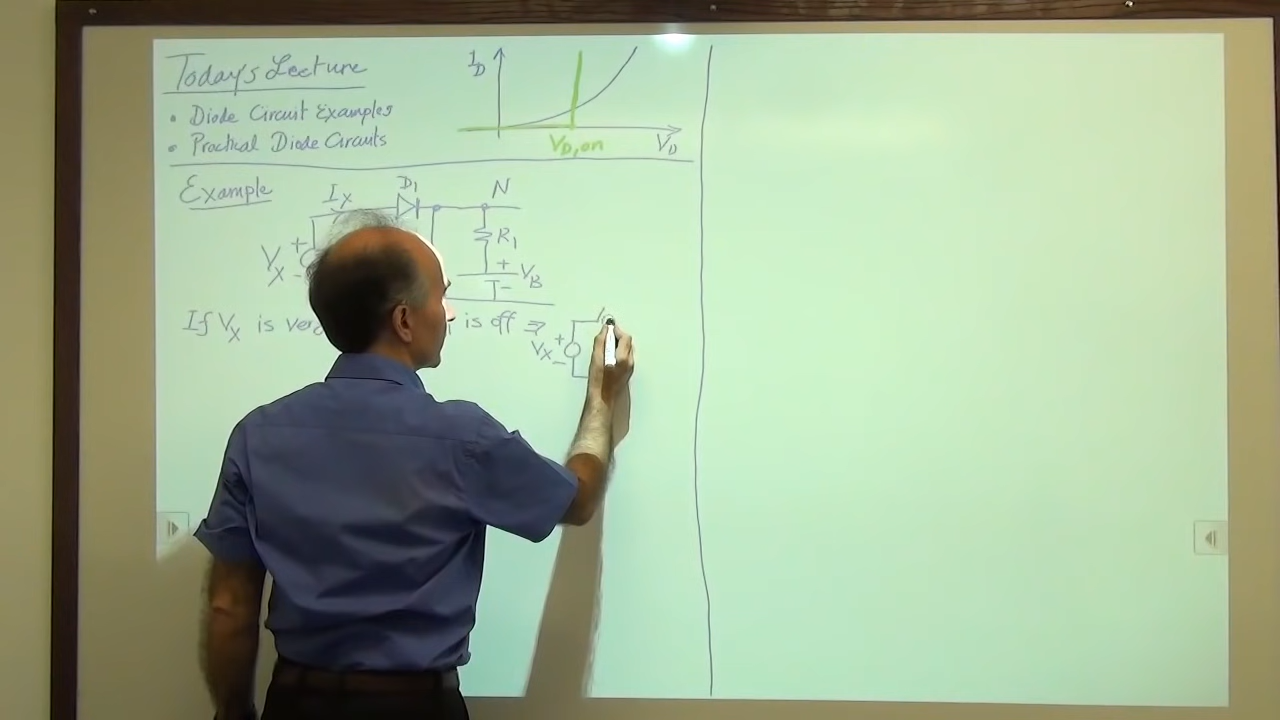 Today's Lecture
• Diode Circuit Examples
• Practical Diode Circuits
I_D
V_D,on
V_D
Example
I_X
D_1
N
V_X
+
-
R_1
+
-
V_B
If V_X is is off ⇒
V_X
+
-